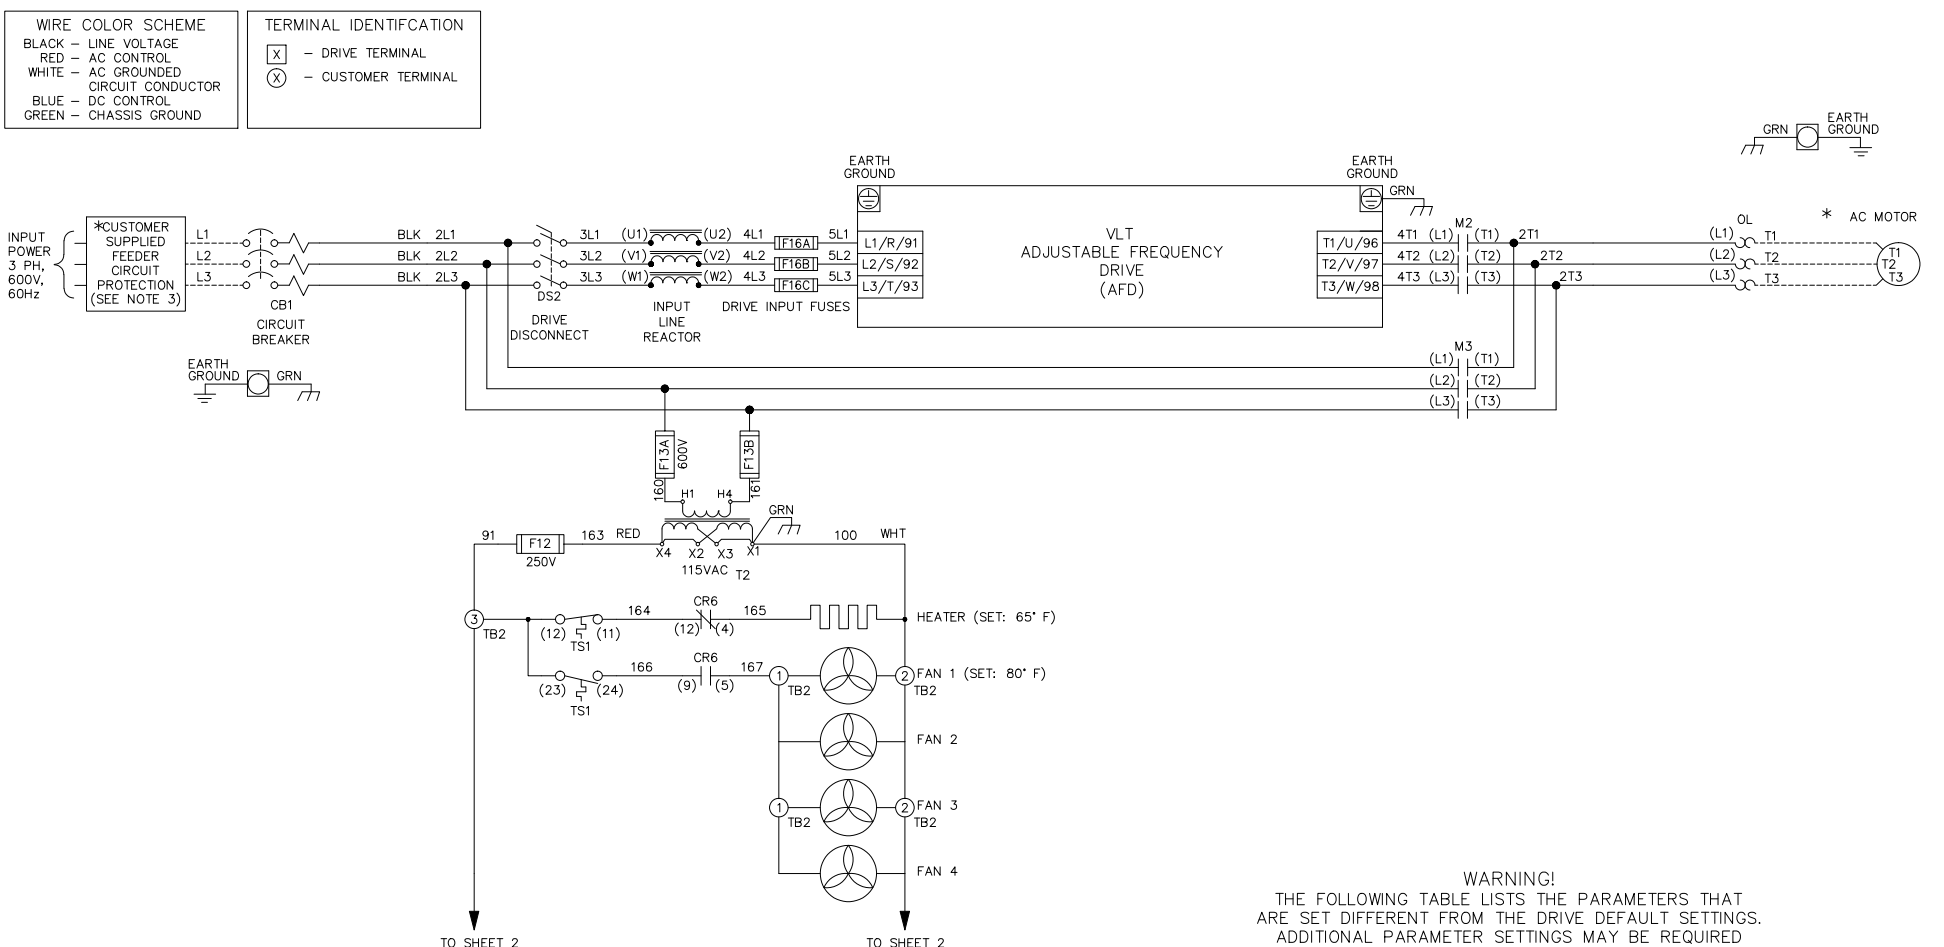 WIRE COLOR SCHEME
BLACK – LINE VOLTAGE
RED – AC CONTROL
WHITE – AC GROUNDED
CIRCUIT CONDUCTOR
BLUE – DC CONTROL
GREEN – CHASSIS GROUND
TERMINAL IDENTIFCATION
X – DRIVE TERMINAL
X – CUSTOMER TERMINAL
GRN
EARTH
GROUND
INPUT
POWER
3 PH,
600V,
60Hz
*CUSTOMER
SUPPLIED
FEEDER
CIRCUIT
PROTECTION
(SEE NOTE 3)
L1
L2
L3
CB1
CIRCUIT
BREAKER
BLK 2L1
BLK 2L2
BLK 2L3
DS2
DRIVE
DISCONNECT
3L1 (U1) (U2) 4L1 F16A 5L1
3L2 (V1) (V2) 4L2 F16B 5L2
3L3 (W1) (W2) 4L3 F16C 5L3
INPUT
LINE
REACTOR
DRIVE INPUT FUSES
EARTH
GROUND
L1/R/91
L2/S/92
L3/T/93
VLT
ADJUSTABLE FREQUENCY
DRIVE
(AFD)
EARTH
GROUND
GRN
T1/U/96
T2/V/97
T3/W/98
M2
4T1 (L1) (T1) 2T1
4T2 (L2) (T2) 2T2
4T3 (L3) (T3) 2T3
OL
(L1) T1
(L2) T2
(L3) T3
* AC MOTOR
T1
T2
T3
M3
(L1) (T1)
(L2) (T2)
(L3) (T3)
EARTH
GROUND
GRN
F13A
600V
F13B
160
161
H1 H4
GRN
91 F12 163 RED
250V
X4 X2 X3 X1
115VAC T2
100 WHT
3
TB2
(12) (11)
TS1
164
CR6
(12) (4)
165
HEATER (SET: 65° F)
(23) (24)
TS1
166
CR6
(9) (5)
167
1
TB2
2
TB2
FAN 1 (SET: 80° F)
FAN 2
1
TB2
2
TB2
FAN 3
FAN 4
TO SHEET 2
TO SHEET 2
WARNING!
THE FOLLOWING TABLE LISTS THE PARAMETERS THAT
ARE SET DIFFERENT FROM THE DRIVE DEFAULT SETTINGS.
ADDITIONAL PARAMETER SETTINGS MAY BE REQUIRED